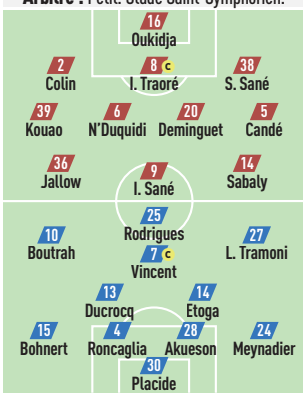 Arbitre : Petit. Stade Saint-Symphorien.
16
Oukidja
2 8 c 38
Colin I. Traoré S. Sané
39 6 20 5
Kouao N'Duquidi Deminguet Candé
36 9 14
Jallow I. Sané Sabaly
25
Rodrigues
10 7 c 27
Boutrah Vincent L. Tramoni
13 14
Ducrocq Etoga
15 4 28 24
Bohnert Roncaglia Akueson Meynadier
30
Placide